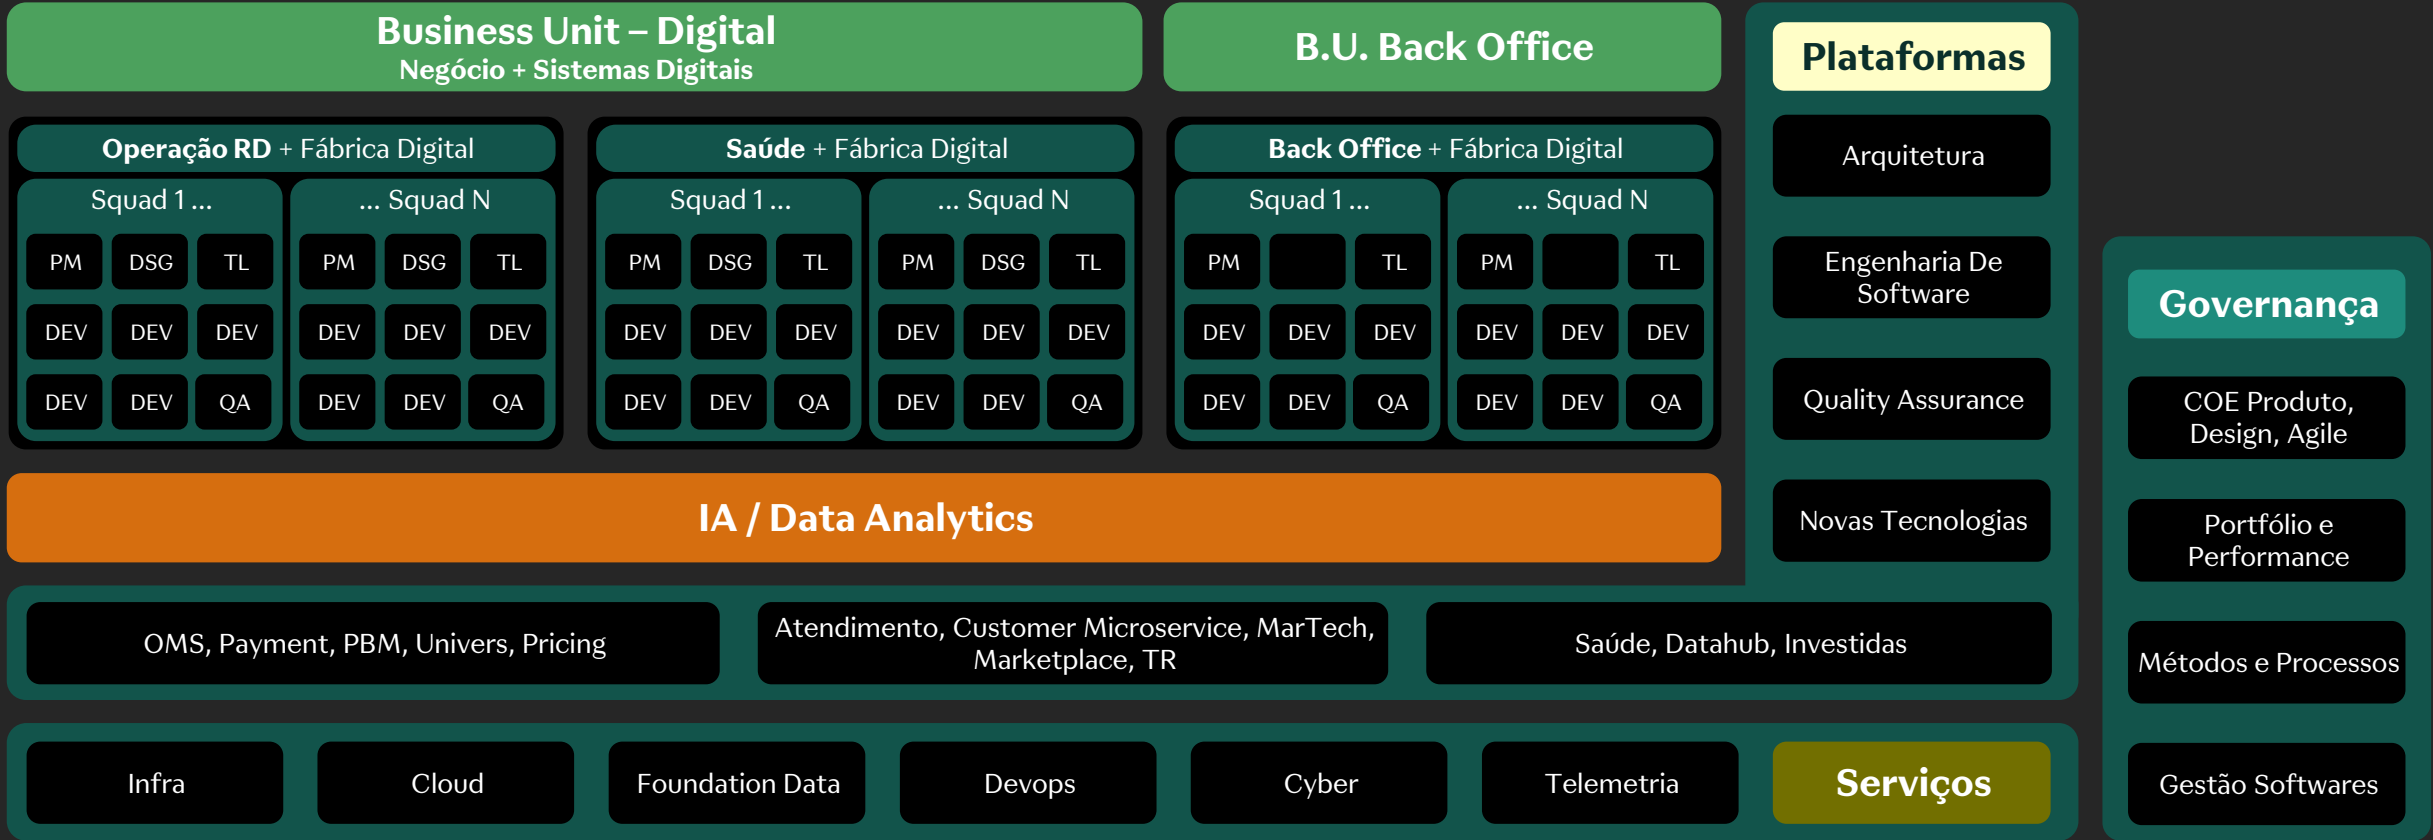 Business Unit – Digital
Negócio + Sistemas Digitais
B.U. Back Office
Operação RD + Fábrica Digital
Squad 1 ...
PM
DSG
TL
DEV
DEV
DEV
DEV
DEV
QA
... Squad N
PM
DSG
TL
DEV
DEV
DEV
DEV
DEV
QA
Saúde + Fábrica Digital
Squad 1 ...
PM
DSG
TL
DEV
DEV
DEV
DEV
DEV
QA
... Squad N
PM
DSG
TL
DEV
DEV
DEV
DEV
DEV
QA
Back Office + Fábrica Digital
Squad 1 ...
PM
TL
DEV
DEV
DEV
DEV
DEV
QA
... Squad N
PM
TL
DEV
DEV
DEV
DEV
DEV
QA
IA / Data Analytics
Plataformas
Arquitetura
Engenharia De
Software
Quality Assurance
Novas Tecnologias
OMS, Payment, PBM, Univers, Pricing
Atendimento, Customer Microservice, MarTech,
Marketplace, TR
Saúde, Datahub, Investidas
Infra
Cloud
Foundation Data
Devops
Cyber
Telemetria
Serviços
Governança
COE Produto,
Design, Agile
Portfólio e
Performance
Métodos e Processos
Gestão Softwares